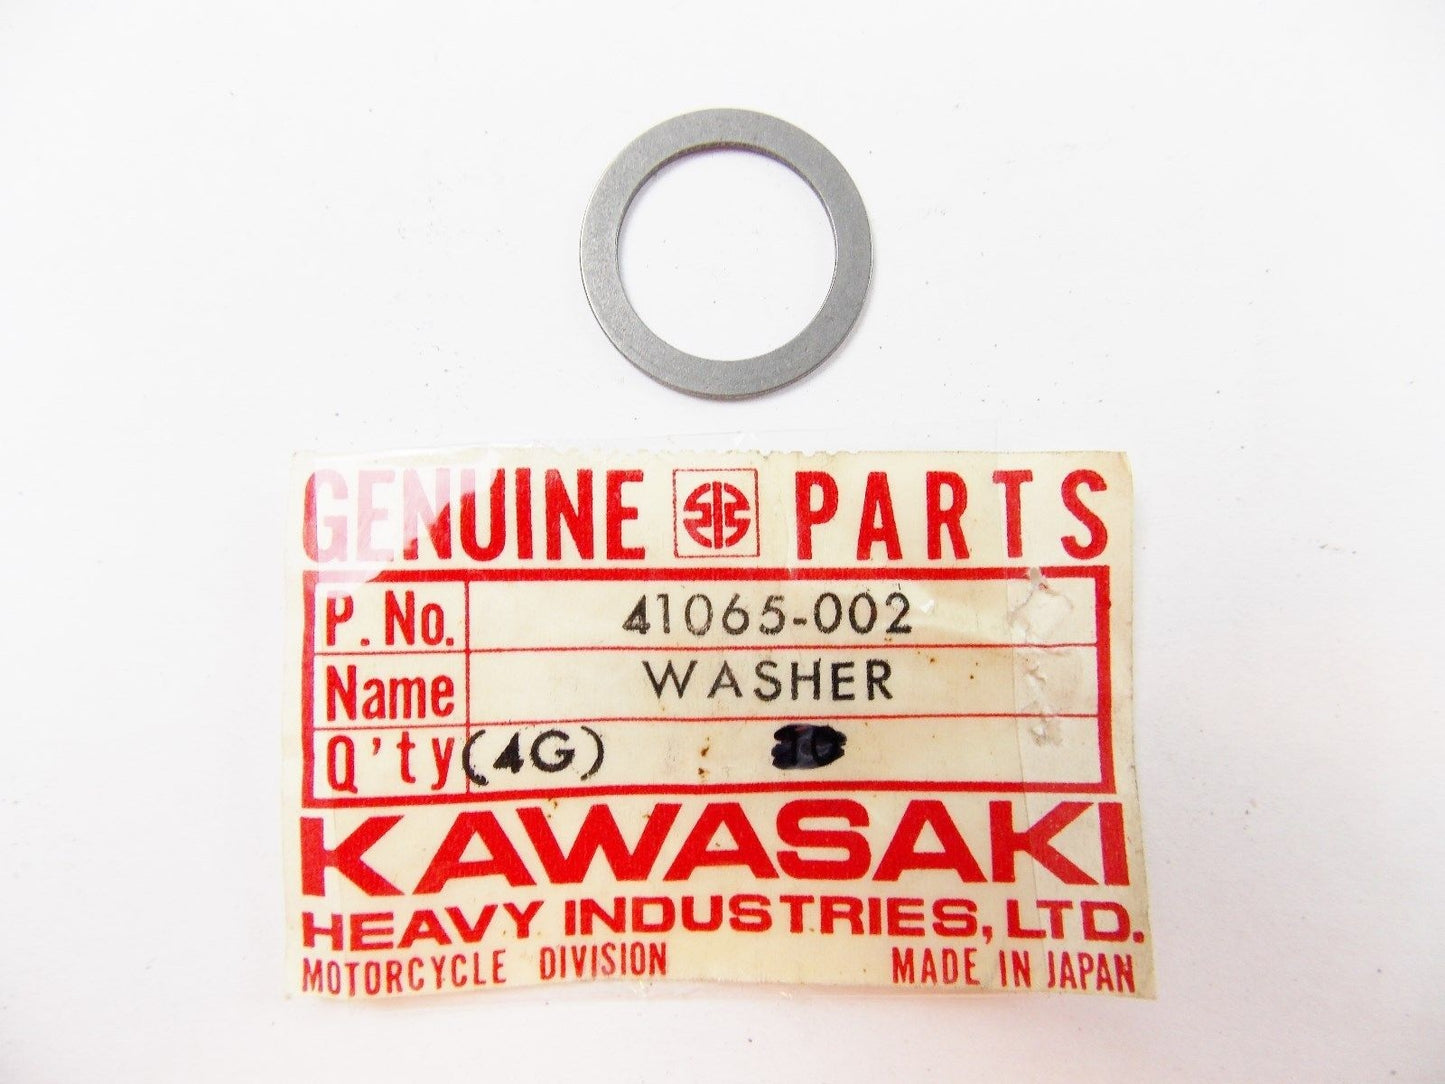 GENUINE PARTS
P. No. 41065-002
Name WASHER
Q'ty (4G)
KAWASAKI
HEAVY INDUSTRIES, LTD.
MOTORCYCLE DIVISION MADE IN JAPAN